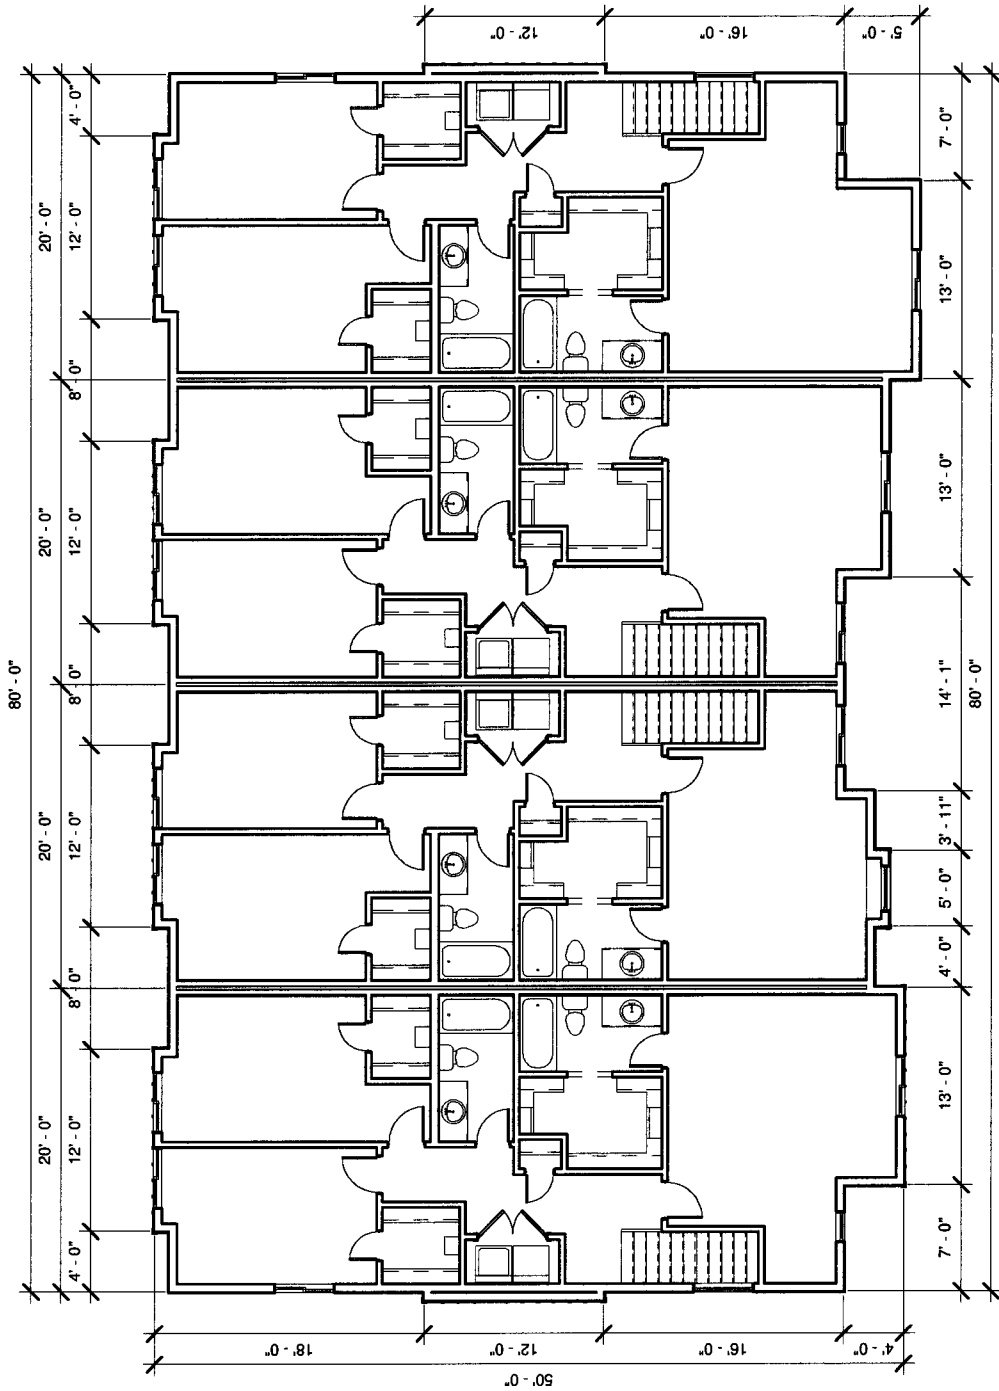 12' - 0"
16' - 0"
5' - 0"
80' - 0"
20' - 0"
20' - 0"
20' - 0"
20' - 0"
4' - 0"
12' - 0"
8' - 0"
12' - 0"
8' - 0"
12' - 0"
8' - 0"
12' - 0"
4' - 0"
7' - 0"
13' - 0"
13' - 0"
14' - 1"
3' - 11"
5' - 0"
4' - 0"
13' - 0"
7' - 0"
80' - 0"
18' - 0"
12' - 0"
16' - 0"
4' - 0"
50' - 0"